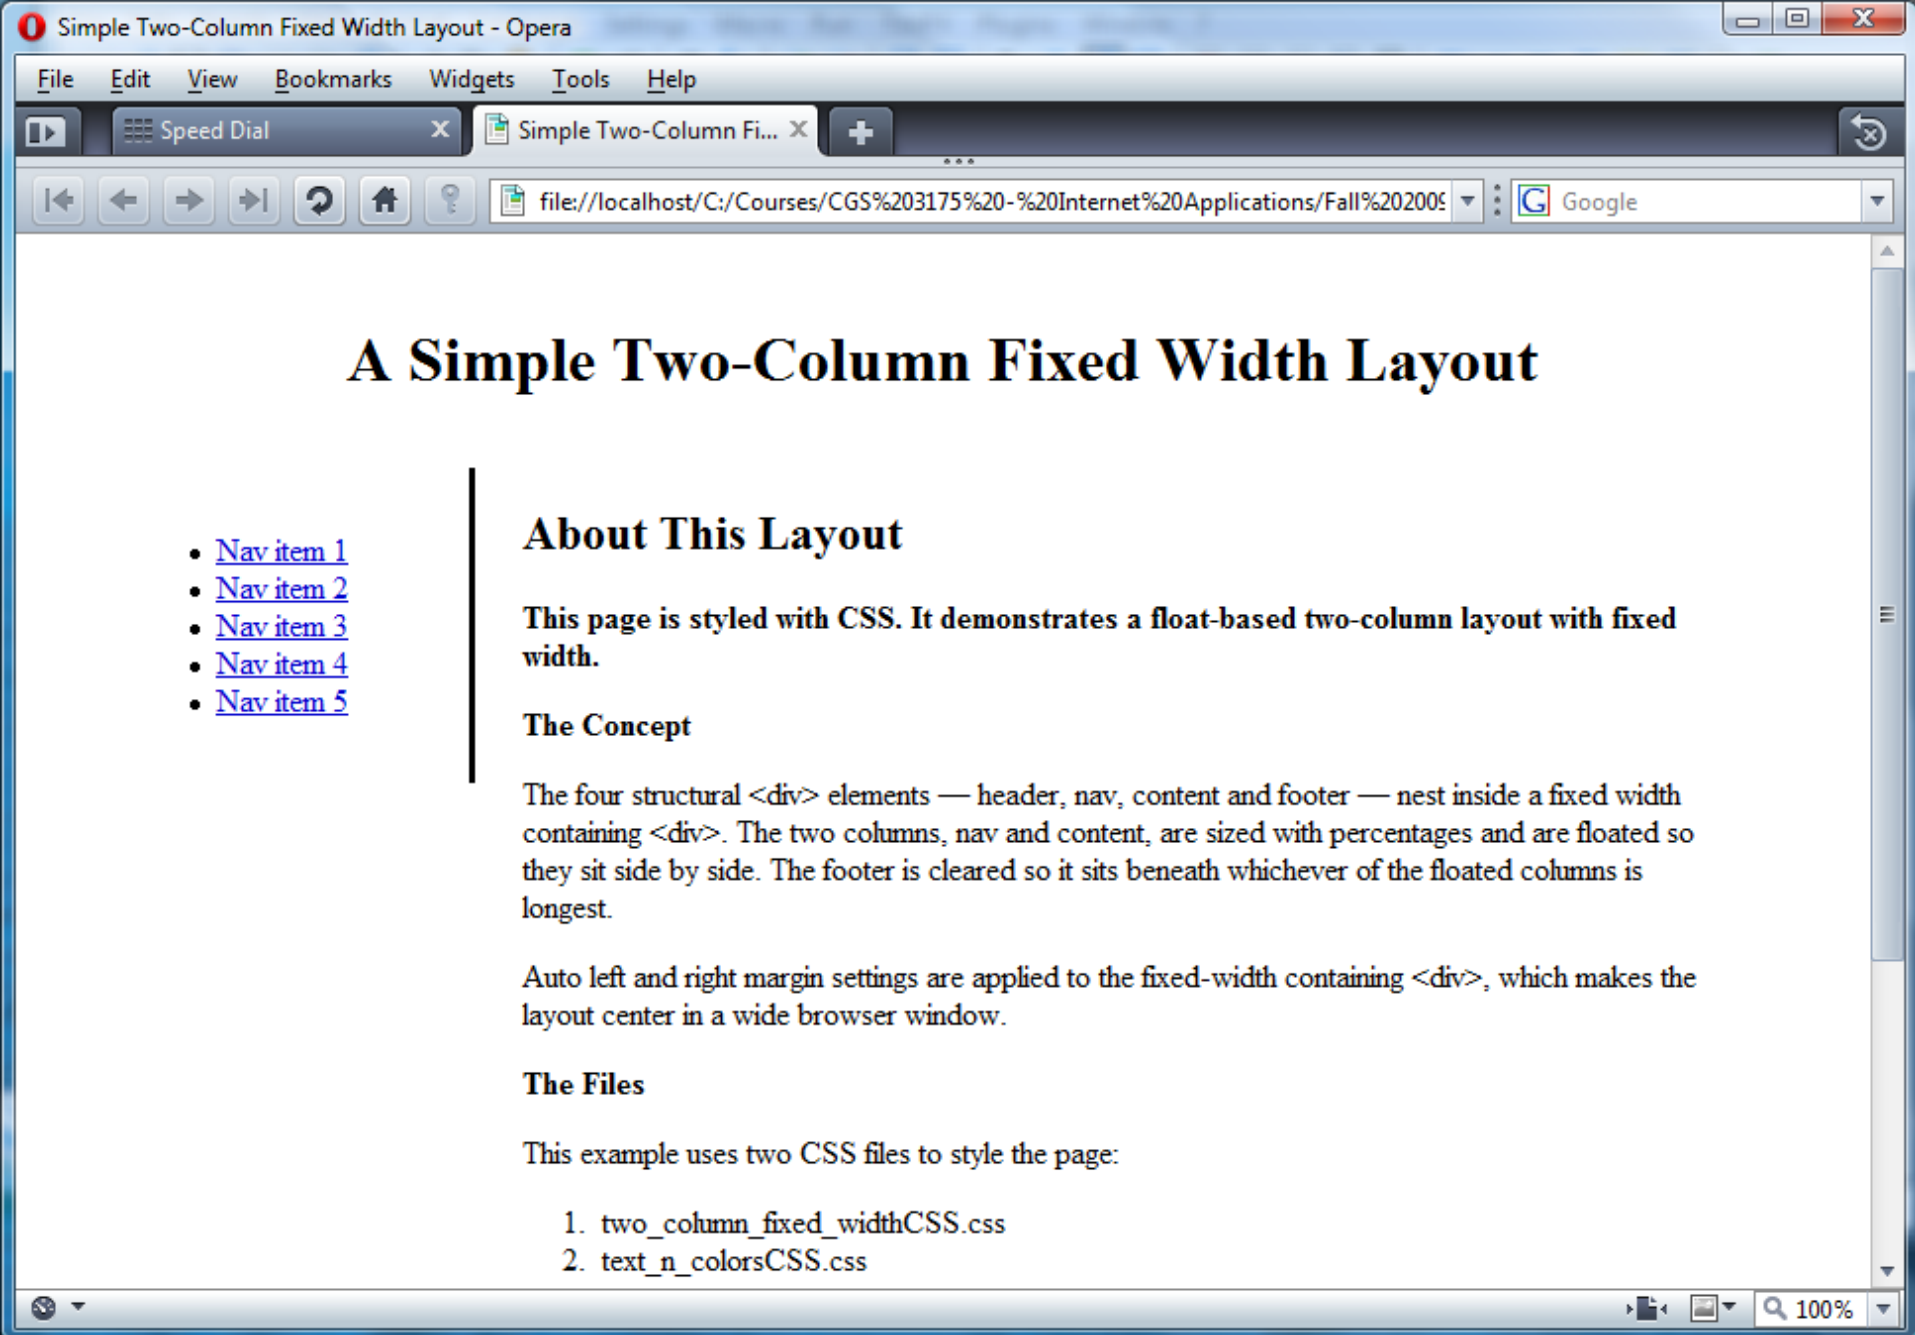 Simple Two-Column Fixed Width Layout - Opera
File Edit View Bookmarks Widgets Tools Help
Speed Dial
Simple Two-Column Fi...
file://localhost/C:/Courses/CGS%203175%20-%20Internet%20Applications/Fall%20200
Google
A Simple Two-Column Fixed Width Layout
Nav item 1
Nav item 2
Nav item 3
Nav item 4
Nav item 5
About This Layout
This page is styled with CSS. It demonstrates a float-based two-column layout with fixed
width.
The Concept
The four structural <div> elements — header, nav, content and footer — nest inside a fixed width
containing <div>. The two columns, nav and content, are sized with percentages and are floated so
they sit side by side. The footer is cleared so it sits beneath whichever of the floated columns is
longest.
Auto left and right margin settings are applied to the fixed-width containing <div>, which makes the
layout center in a wide browser window.
The Files
This example uses two CSS files to style the page:
1. two_column_fixed_widthCSS.css
2. text_n_colorsCSS.css
100%